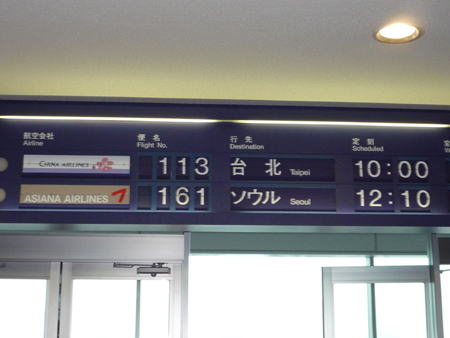 航空会社 便名 行先 定刻
Airline Flight No. Destination Scheduled
CHINA AIRLINES 113 台北 Taipei 10:00
ASIANA AIRLINES 161 ソウル Seoul 12:10